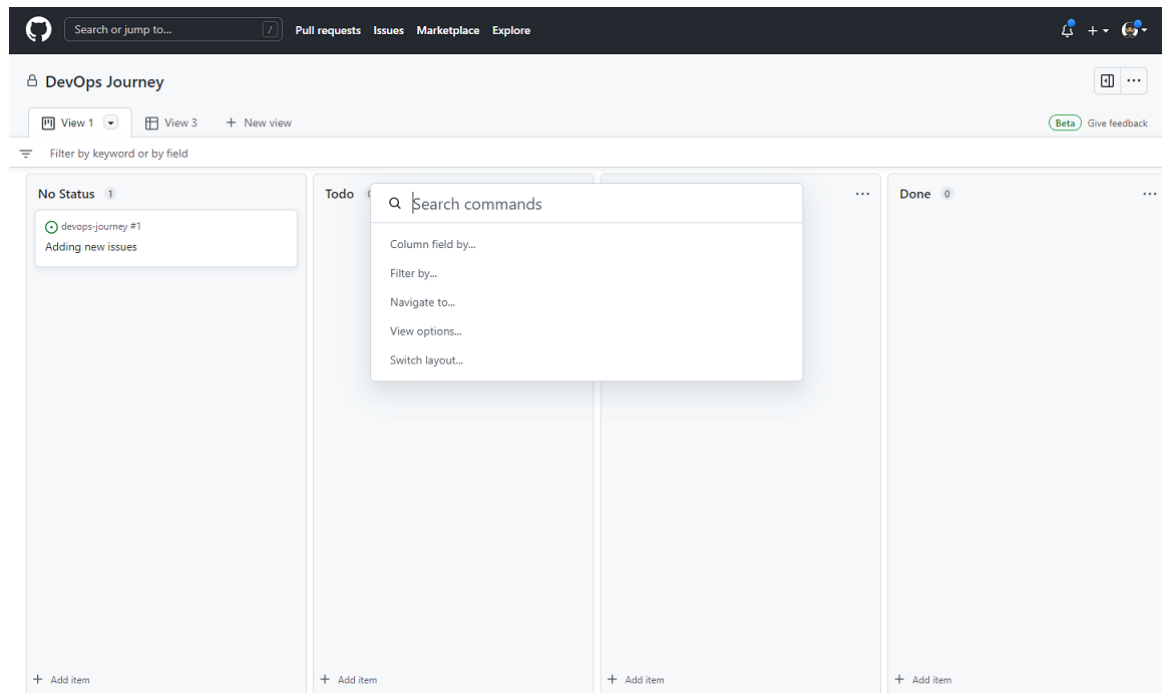 Search or jump to... /
Pull requests Issues Marketplace Explore
DevOps Journey
View 1 View 3 + New view
Beta Give feedback
Filter by keyword or by field
No Status 1
Todo
Done 0
devops-journey #1
Adding new issues
Search commands
Column field by...
Filter by...
Navigate to...
View options...
Switch layout...
+ Add item + Add item + Add item + Add item